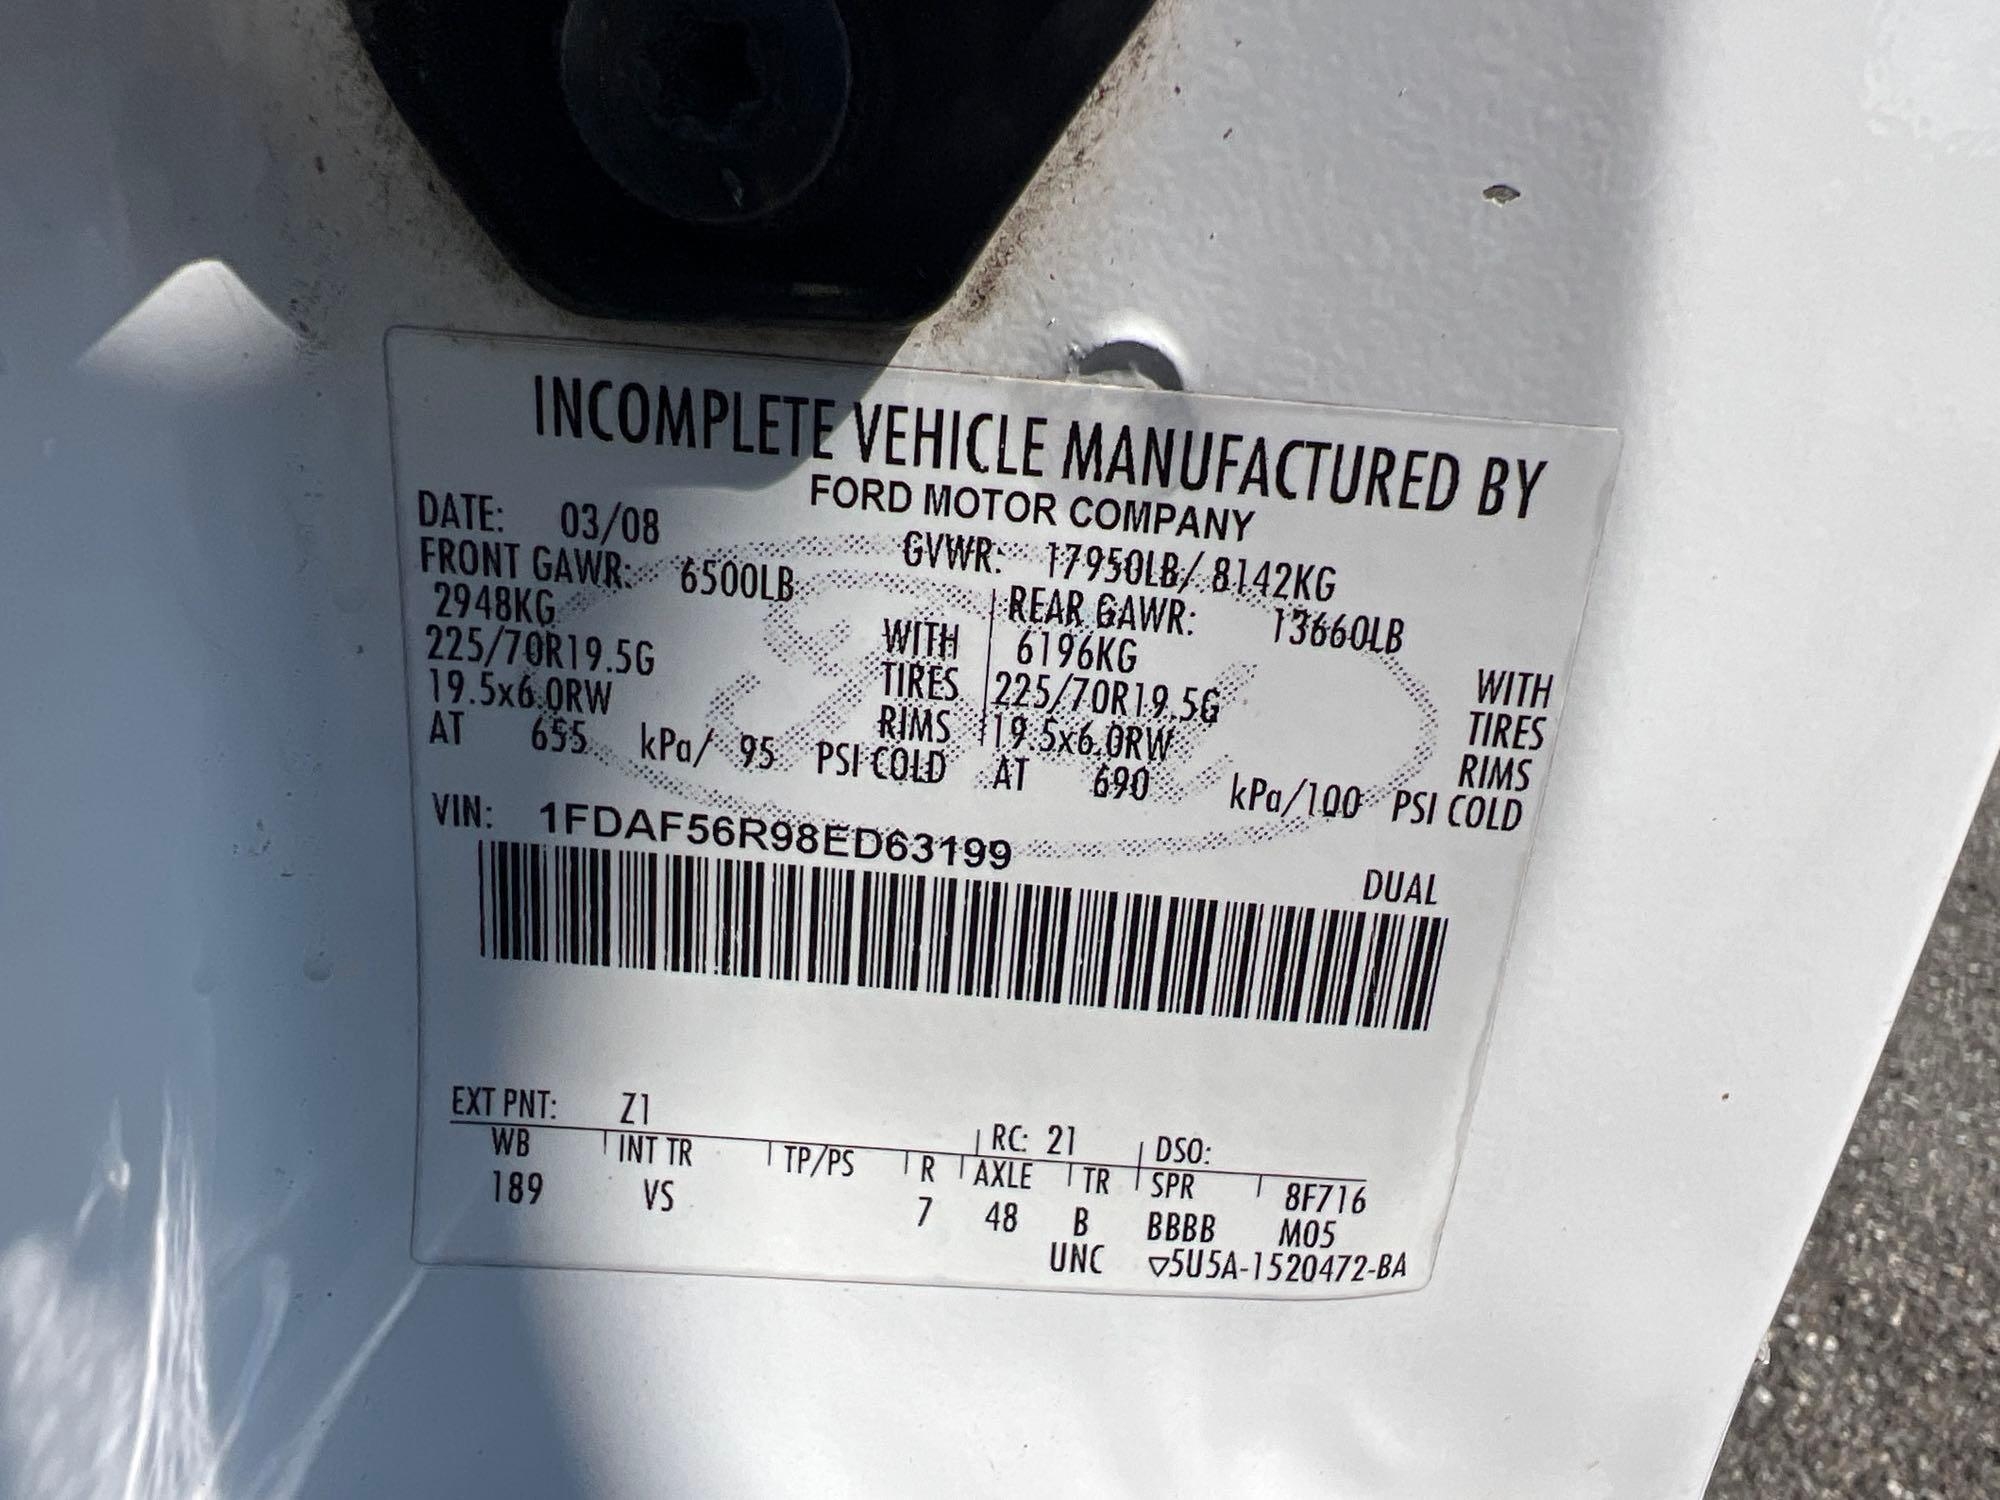 INCOMPLETE VEHICLE MANUFACTURED BY
FORD MOTOR COMPANY
DATE: 03/08 GVWR: 17950LB/ 8142KG
FRONT GAWR: 6500LB REAR GAWR: 13660LB
2948KG WITH 6196KG WITH
225/70R19.5G TIRES 225/70R19.5G TIRES
19.5x6.0RW RIMS 19.5x6.0RW RIMS
AT 655 kPa/ 95 PSI COLD AT 690 kPa/100 PSI COLD
VIN: 1FDAF56R98ED63199
DUAL
EXT PNT: Z1 RC: 21 DSO:
WB INT TR TP/PS R AXLE TR SPR 8F716
189 VS 7 48 B BBBB M05
UNC ▽5U5A-1520472-BA